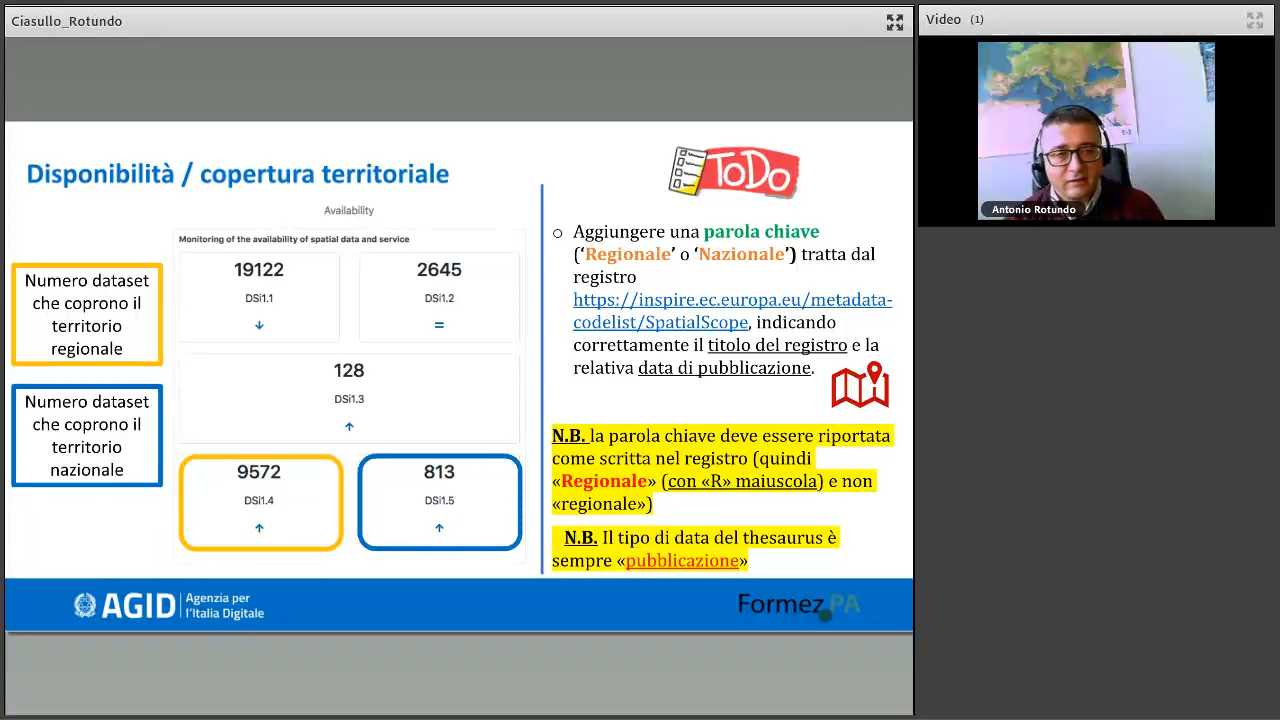 Ciasullo_Rotundo
Video (1)
Antonio Rotundo
Disponibilità / copertura territoriale
Availability
Monitoring of the availability of spatial data and service
19122
DSi1.1
2645
DSi1.2
=
128
DSi1.3
9572
DSi1.4
813
DSi1.5
Numero dataset
che coprono il
territorio
regionale
Numero dataset
che coprono il
territorio
nazionale
ToDo
Aggiungere una parola chiave
(‘Regionale’ o ‘Nazionale’) tratta dal
registro
https://inspire.ec.europa.eu/metadata-
codelist/SpatialScope, indicando
correttamente il titolo del registro e la
relativa data di pubblicazione.
N.B. la parola chiave deve essere riportata
come scritta nel registro (quindi
«Regionale» (con «R» maiuscola) e non
«regionale»)
N.B. Il tipo di data del thesaurus è
sempre «pubblicazione»
AGID
Agenzia per
l'Italia Digitale
Formez PA